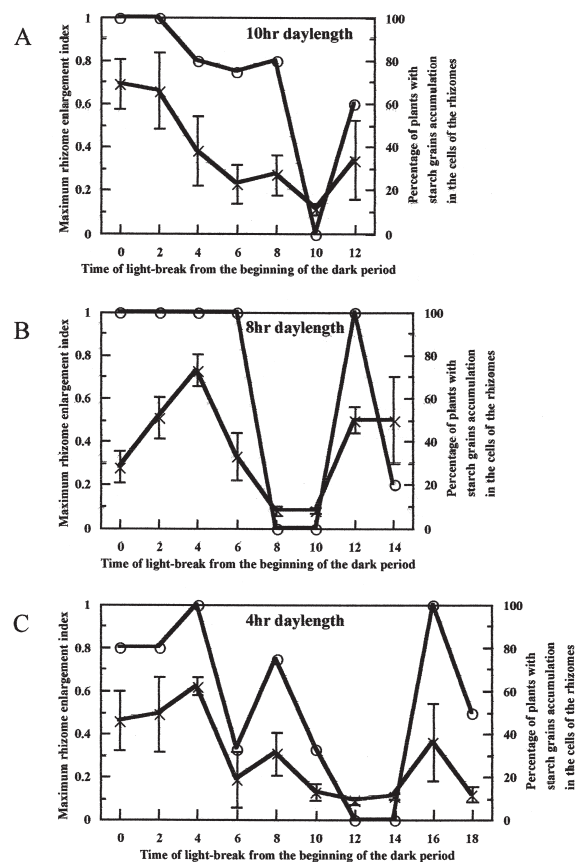 A
10hr daylength
Maximum rhizome enlargement index
1
0.8
0.6
0.4
0.2
0
100
80
60
40
20
0
Percentage of plants with
starch grains accumulation
in the cells of the rhizomes
0 2 4 6 8 10 12
Time of light-break from the beginning of the dark period
B
8hr daylength
Maximum rhizome enlargement index
1
0.8
0.6
0.4
0.2
0
100
80
60
40
20
0
Percentage of plants with
starch grains accumulation
in the cells of the rhizomes
0 2 4 6 8 10 12 14
Time of light-break from the beginning of the dark period
C
4hr daylength
Maximum rhizome enlargement index
1
0.8
0.6
0.4
0.2
0
100
80
60
40
20
0
Percentage of plants with
starch grains accumulation
in the cells of the rhizomes
0 2 4 6 8 10 12 14 16 18
Time of light-break from the beginning of the dark period